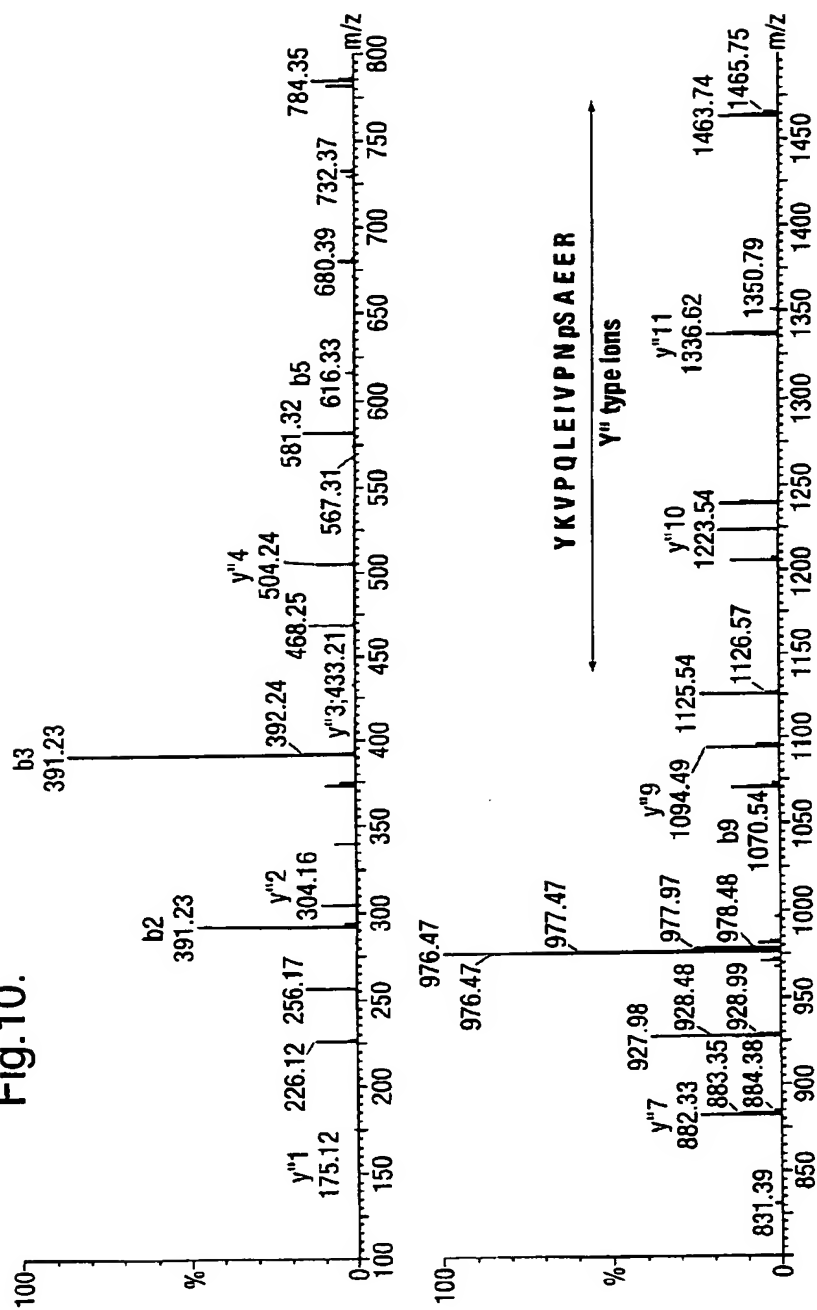 Fig.10.
100
%
0
y"1
175.12
226.12
256.17
b2
391.23
y"2
304.16
b3
391.23
392.24
y"3;433.21
468.25
y"4
504.24
567.31
581.32
b5
616.33
680.39
732.37
784.35
100 150 200 250 300 350 400 450 500 550 600 650 700 750 800
m/z
100
%
0
831.39
y"7
882.33
883.35
884.38
927.98
928.48
928.99
976.47
976.47
977.47
977.97
978.48
b9
1070.54
y"9
1094.49
1125.54
1126.57
y"10
1223.54
y"11
1336.62
1350.79
1463.74
1465.75
YKVPQLEIVPNpSAEER
Y" type Ions
850 900 950 1000 1050 1100 1150 1200 1250 1300 1350 1400 1450
m/z